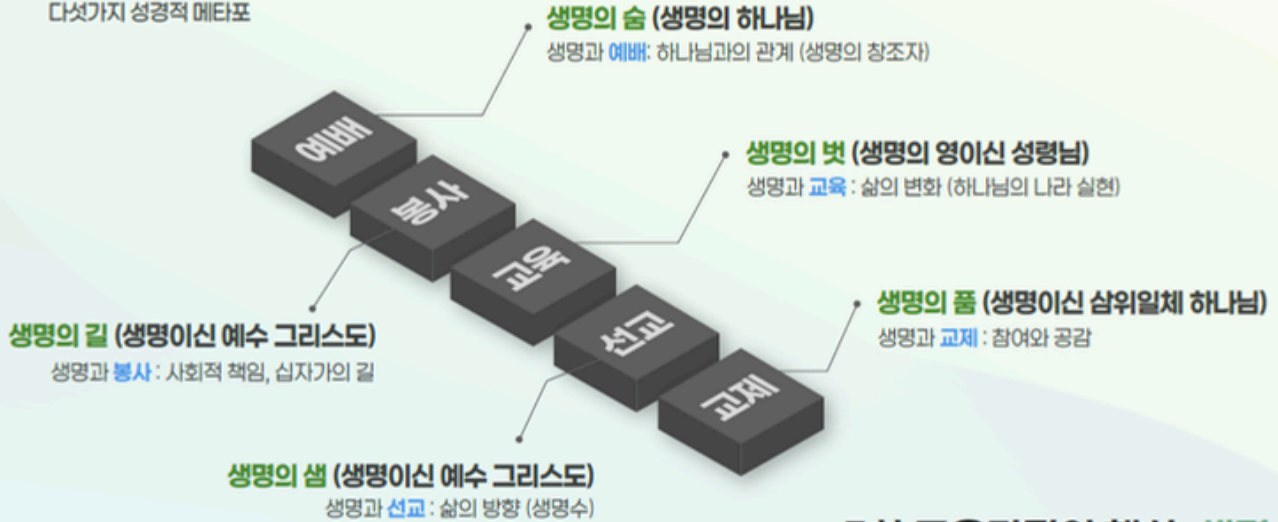 다섯가지 성경적 메타포
생명의 숨 (생명의 하나님)
생명과 예배: 하나님과의 관계 (생명의 창조자)
예배
생명의 벗 (생명의 영이신 성령님)
생명과 교육 : 삶의 변화 (하나님의 나라 실현)
봉사
교육
생명의 품 (생명이신 삼위일체 하나님)
생명과 교제 : 참여와 공감
생명의 길 (생명이신 예수 그리스도)
생명과 봉사 : 사회적 책임, 십자가의 길
선교
교제
생명의 샘 (생명이신 예수 그리스도)
생명과 선교 : 삶의 방향 (생명수)